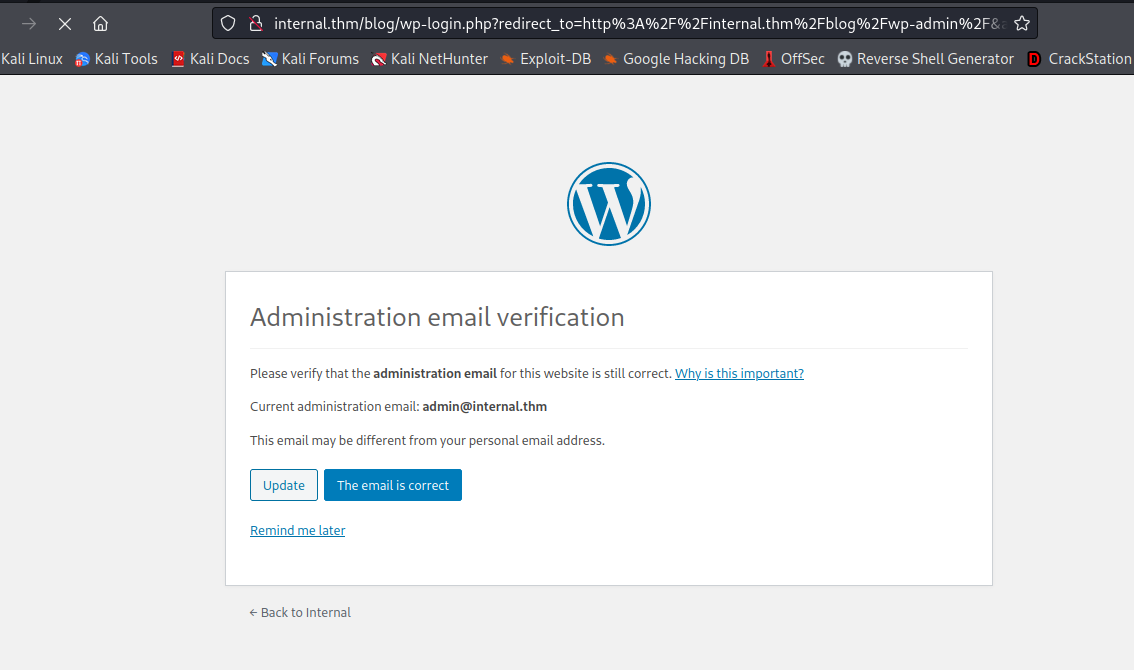 internal.thm/blog/wp-login.php?redirect_to=http%3A%2F%2Finternal.thm%2Fblog%2Fwp-admin%2F&
Kali Linux Kali Tools Kali Docs Kali Forums Kali NetHunter Exploit-DB Google Hacking DB OffSec Reverse Shell Generator CrackStation
Administration email verification
Please verify that the administration email for this website is still correct. Why is this important?
Current administration email: admin@internal.thm
This email may be different from your personal email address.
Update The email is correct
Remind me later
← Back to Internal